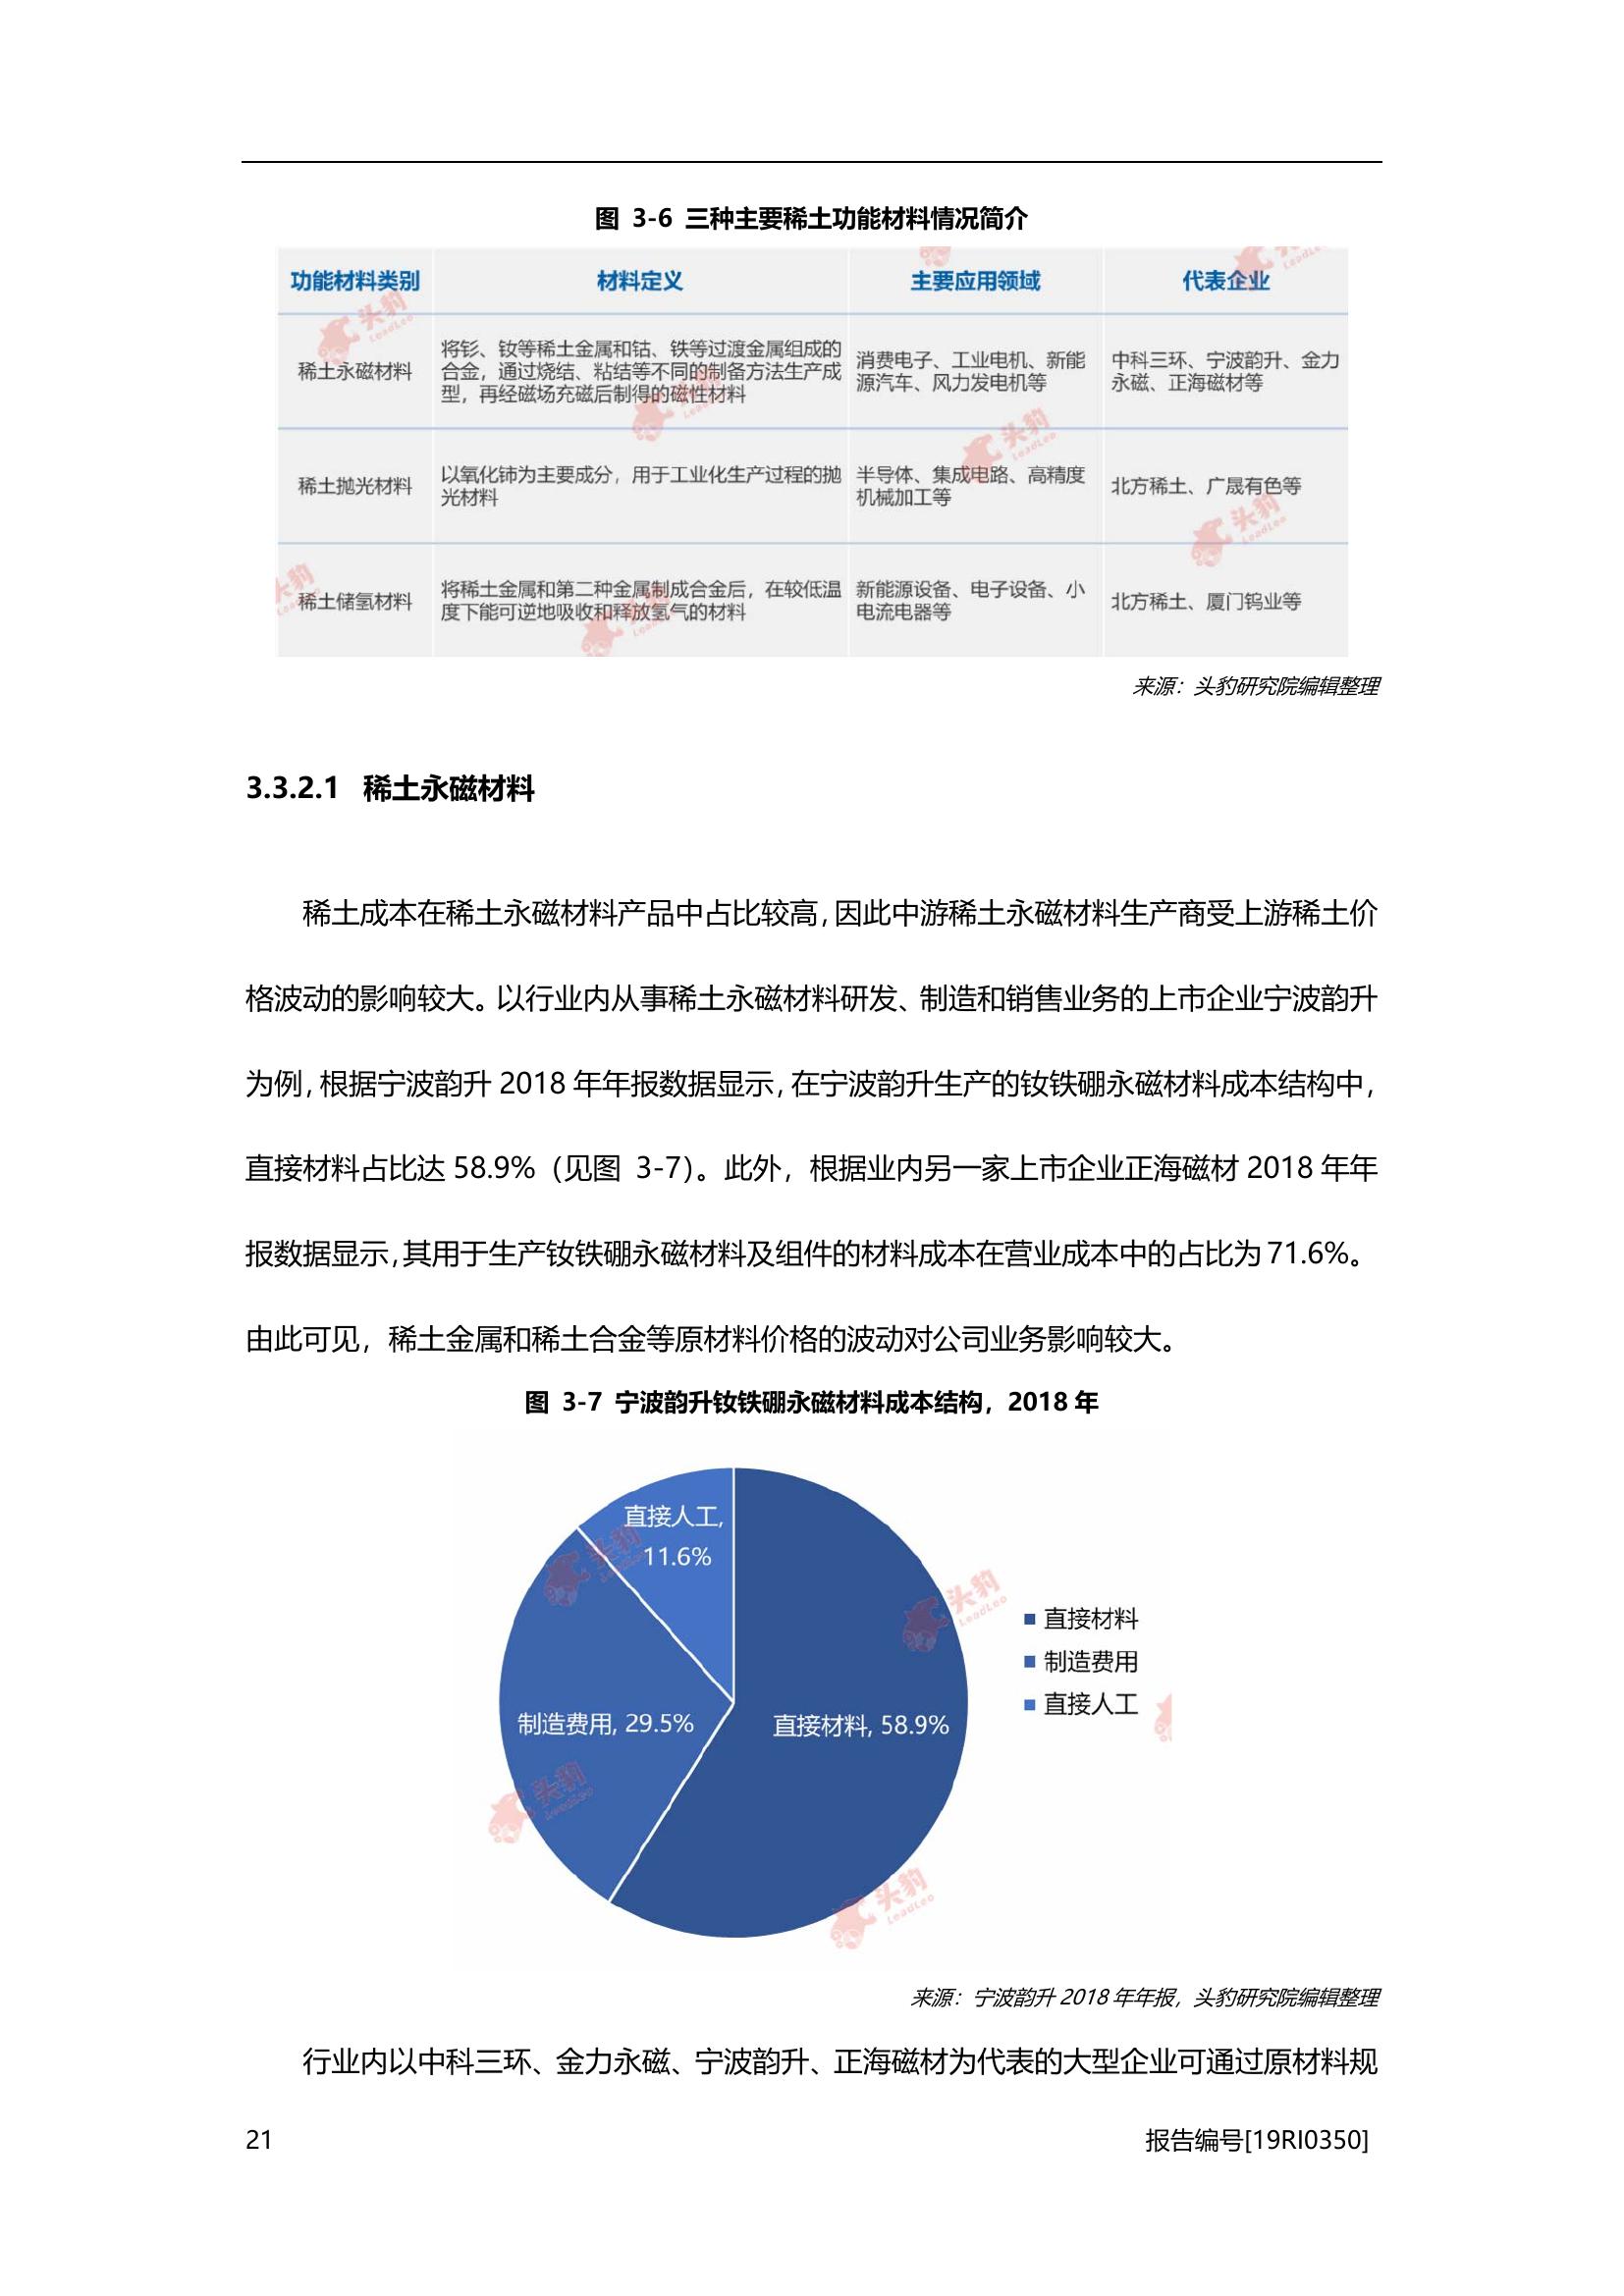 图 3-6 三种主要稀土功能材料情况简介
功能材料类别 材料定义 主要应用领域 代表企业
稀土永磁材料
将钐、钕等稀土金属和钴、铁等过渡金属组成的
合金，通过烧结、粘结等不同的制备方法生产成
型，再经磁场充磁后制得的磁性材料
消费电子、工业电机、新能
源汽车、风力发电机等
中科三环、宁波韵升、金力
永磁、正海磁材等
稀土抛光材料
以氧化铈为主要成分，用于工业化生产过程的抛
光材料
半导体、集成电路、高精度
机械加工等
北方稀土、广晟有色等
稀土储氢材料
将稀土金属和第二种金属制成合金后，在较低温
度下能可逆地吸收和释放氢气的材料
新能源设备、电子设备、小
电流电器等
北方稀土、厦门钨业等
来源：头豹研究院编辑整理
3.3.2.1 稀土永磁材料
稀土成本在稀土永磁材料产品中占比较高，因此中游稀土永磁材料生产商受上游稀土价
格波动的影响较大。以行业内从事稀土永磁材料研发、制造和销售业务的上市企业宁波韵升
为例，根据宁波韵升 2018 年年报数据显示，在宁波韵升生产的钕铁硼永磁材料成本结构中，
直接材料占比达 58.9%（见图 3-7）。此外，根据业内另一家上市企业正海磁材 2018 年年
报数据显示，其用于生产钕铁硼永磁材料及组件的材料成本在营业成本中的占比为 71.6%。
由此可见，稀土金属和稀土合金等原材料价格的波动对公司业务影响较大。
图 3-7 宁波韵升钕铁硼永磁材料成本结构，2018 年
直接人工,
11.6%
制造费用, 29.5%
直接材料, 58.9%
直接材料
制造费用
直接人工
来源：宁波韵升 2018 年年报，头豹研究院编辑整理
行业内以中科三环、金力永磁、宁波韵升、正海磁材为代表的大型企业可通过原材料规
21 报告编号[19RI0350]
头豹
LeadLeo